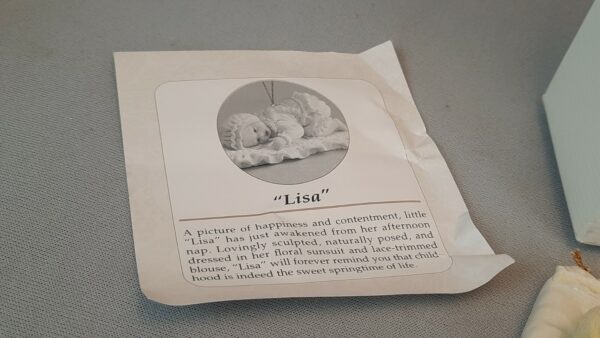 "Lisa"
A picture of happiness and contentment, little
"Lisa" has just awakened from her afternoon
nap. Lovingly sculpted, naturally posed, and
dressed in her floral sunsuit and lace-trimmed
blouse, "Lisa" will forever remind you that child
hood is indeed the sweet springtime of life.